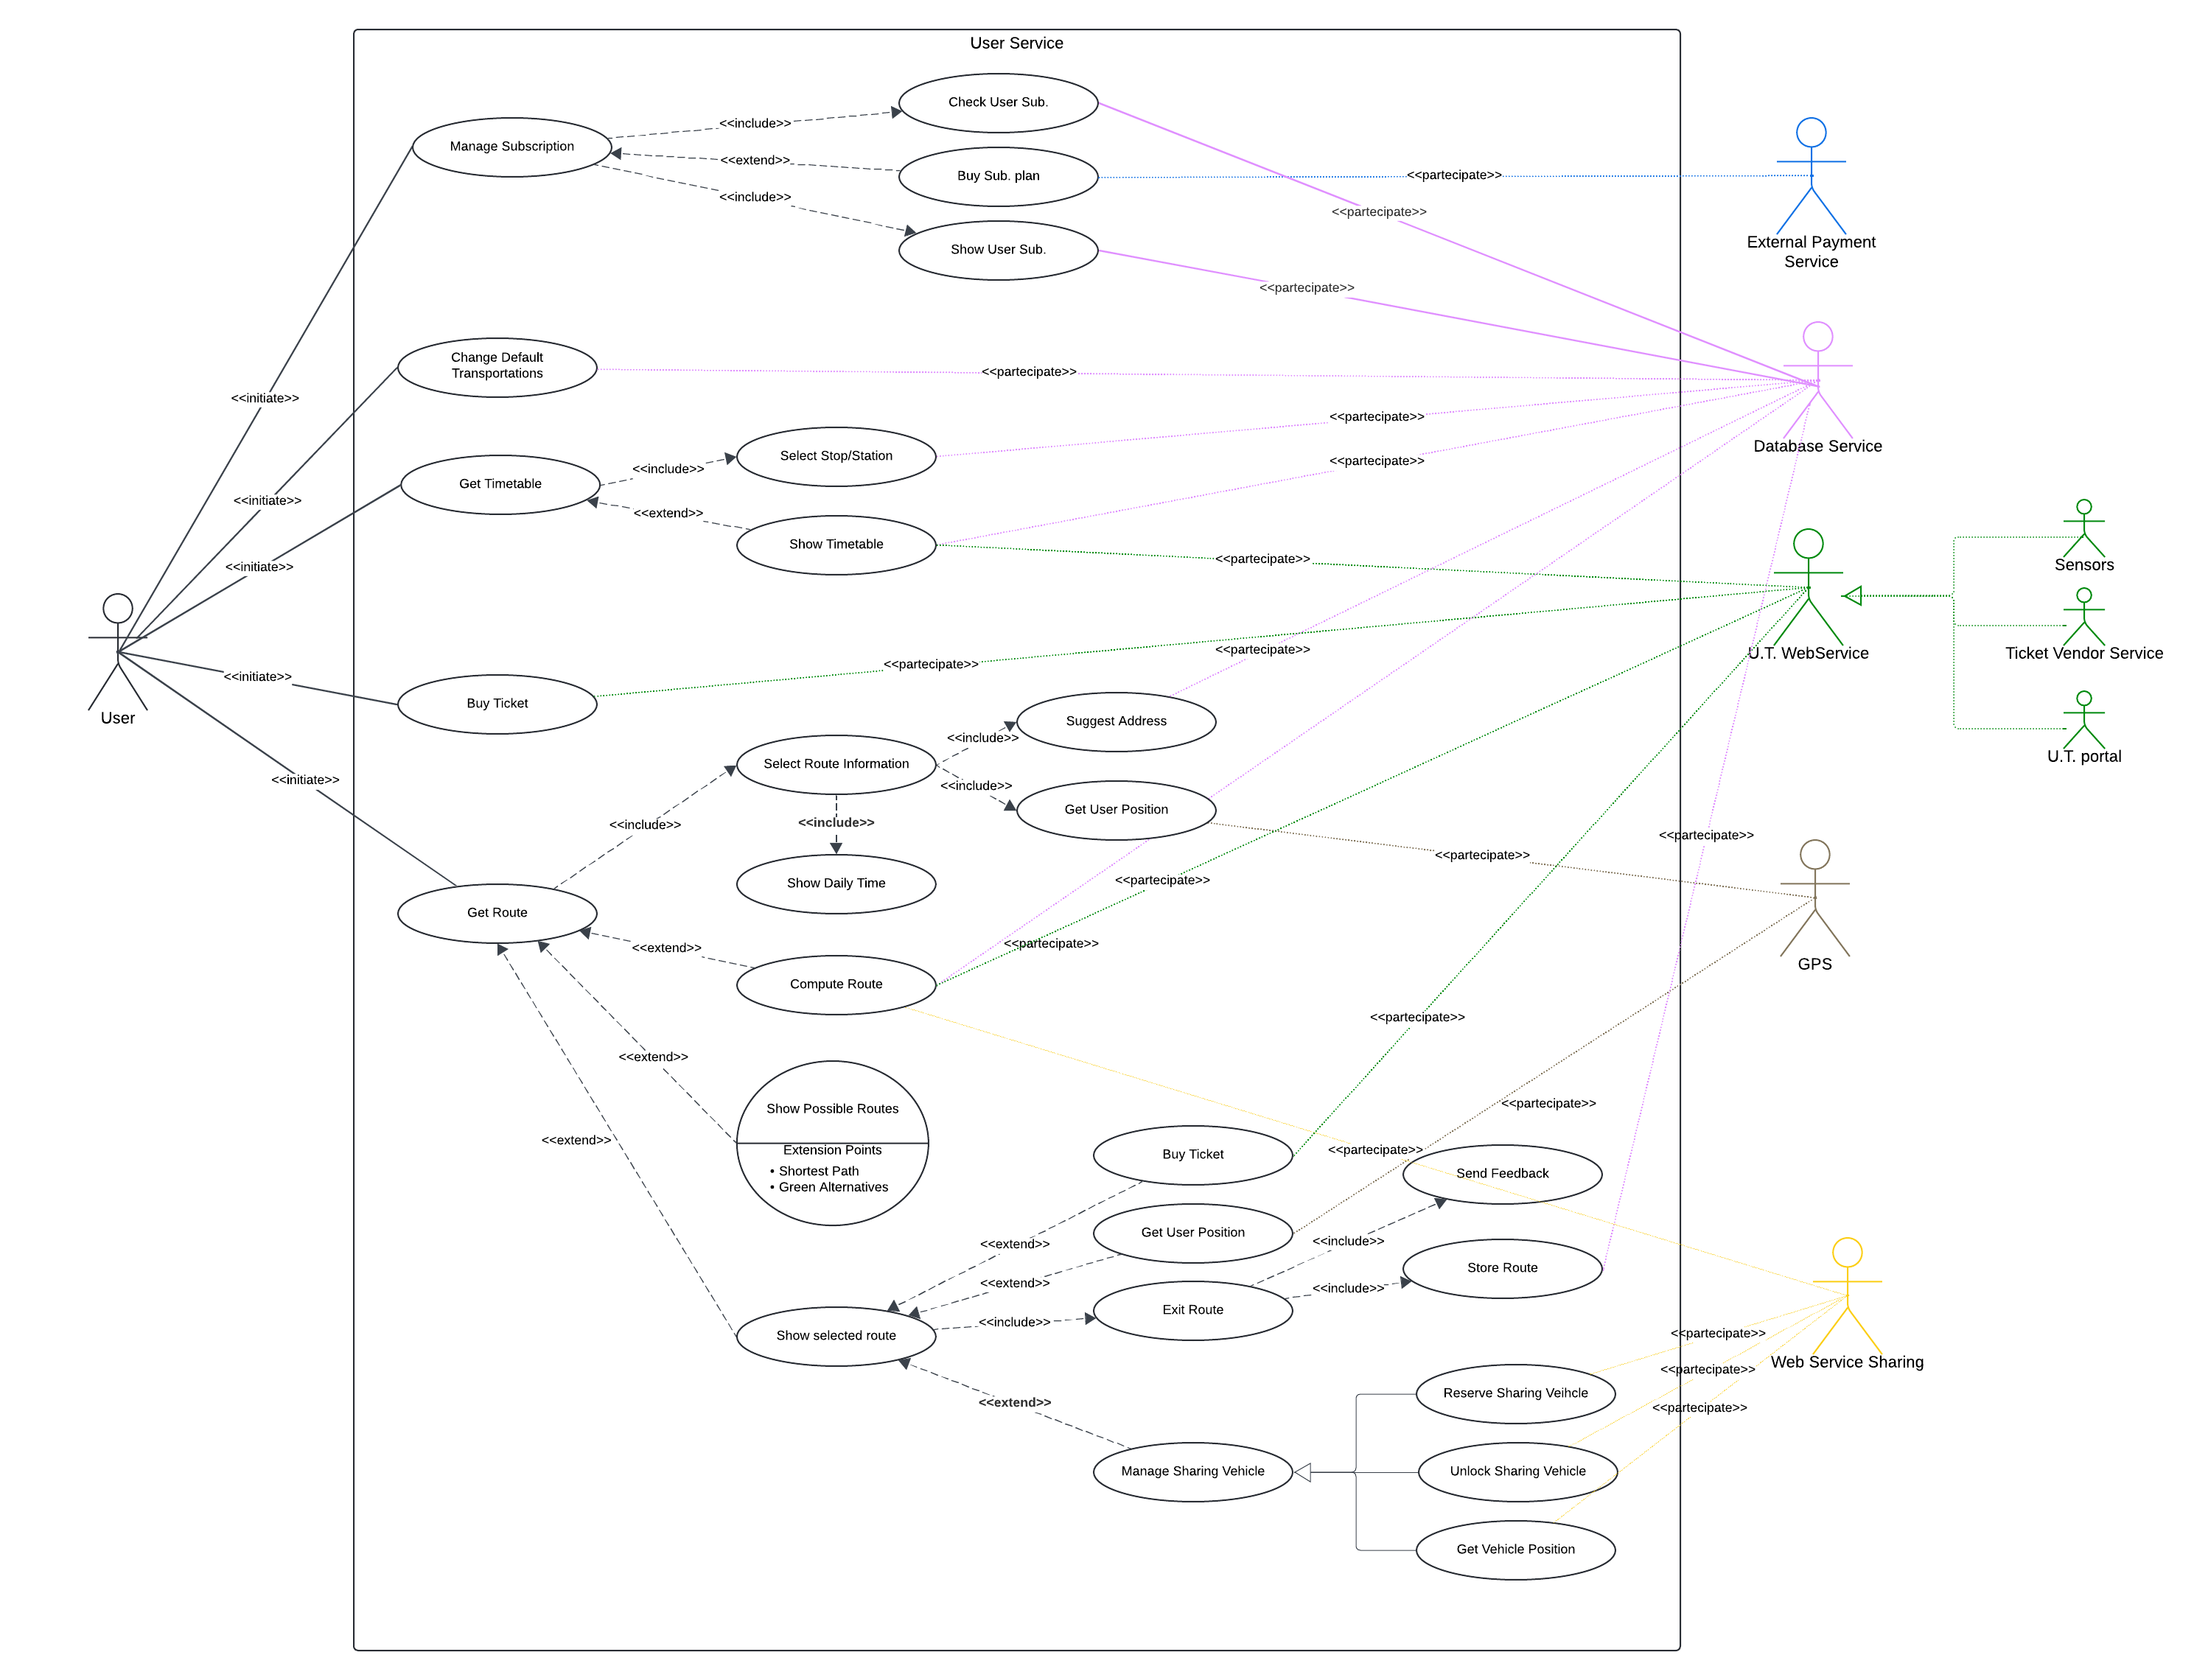 User Service
Check User Sub.
<<include>>
Manage Subscription
<<extend>>
Buy Sub. plan
<<partecipate>>
<<include>>
<<partecipate>>
Show User Sub.
External Payment
Service
<<partecipate>>
Change Default
Transportations
<<partecipate>>
<<initiate>>
<<partecipate>>
Database Service
Select Stop/Station
<<partecipate>>
<<include>>
Get Timetable
<<initiate>>
<<extend>>
Show Timetable
<<partecipate>>
Sensors
<<initiate>>
<<partecipate>>
U.T. WebService
Ticket Vendor Service
<<partecipate>>
<<initiate>>
Buy Ticket
User
Suggest Address
<<include>>
U.T. portal
Select Route Information
<<initiate>>
<<include>>
Get User Position
<<include>>
<<include>>
<<partecipate>>
<<partecipate>>
<<partecipate>>
Show Daily Time
Get Route
<<extend>>
<<partecipate>>
GPS
Compute Route
<<partecipate>>
<<extend>>
Show Possible Routes
<<partecipate>>
<<extend>>
Extension Points
• Shortest Path
• Green Alternatives
Buy Ticket
<<partecipate>>
Send Feedback
Get User Position
<<extend>>
<<include>>
Store Route
<<extend>>
<<include>>
Exit Route
<<include>>
Show selected route
<<partecipate>>
Web Service Sharing
<<partecipate>>
Reserve Sharing Veihcle
<<extend>>
<<partecipate>>
Manage Sharing Vehicle
Unlock Sharing Vehicle
Get Vehicle Position